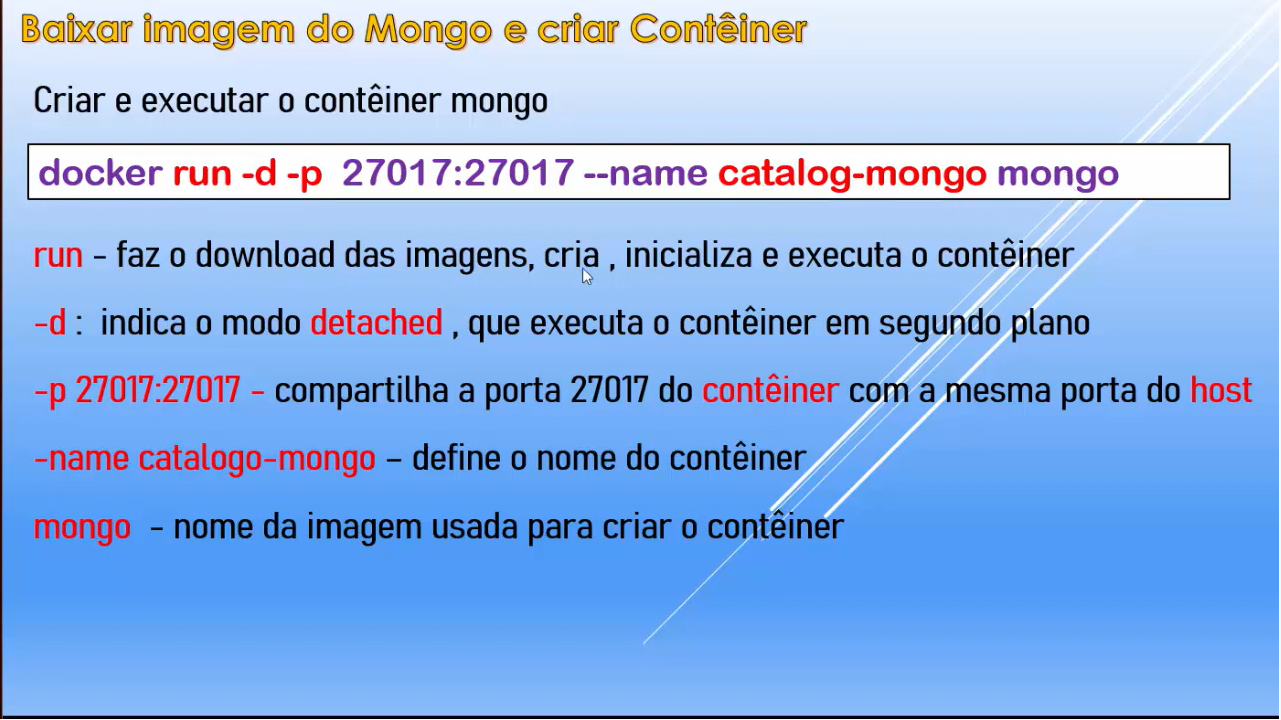 Baixar imagem do Mongo e criar Contêiner
Criar e executar o contêiner mongo
docker run -d -p 27017:27017 --name catalog-mongo mongo
run - faz o download das imagens, cria , inicializa e executa o contêiner
-d : indica o modo detached , que executa o contêiner em segundo plano
-p 27017:27017 - compartilha a porta 27017 do contêiner com a mesma porta do host
-name catalogo-mongo – define o nome do contêiner
mongo - nome da imagem usada para criar o contêiner